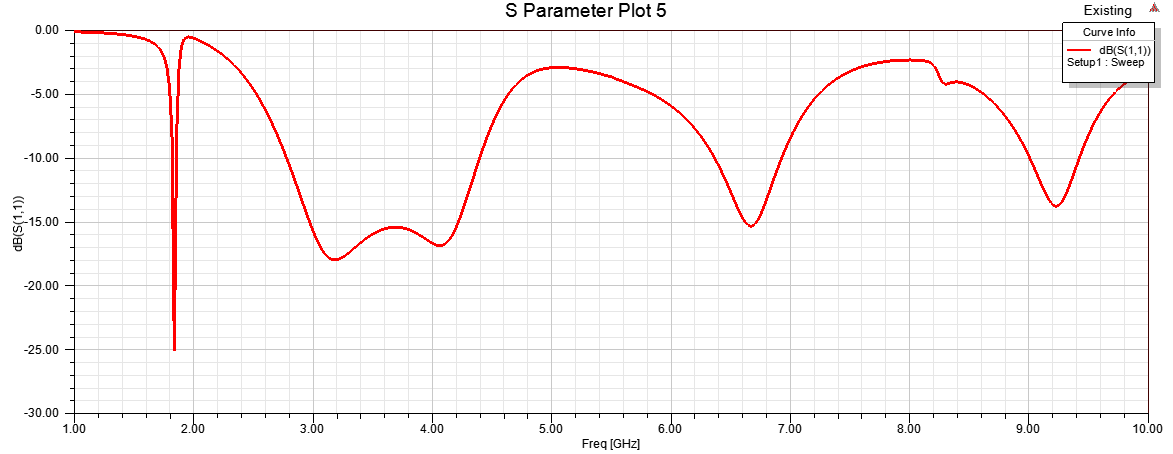 S Parameter Plot 5
Existing
Curve Info
dB(S(1,1))
Setup1 : Sweep
0.00
-5.00
-10.00
-15.00
-20.00
-25.00
-30.00
dB(S(1,1))
1.00 2.00 3.00 4.00 5.00 6.00 7.00 8.00 9.00 10.00
Freq [GHz]